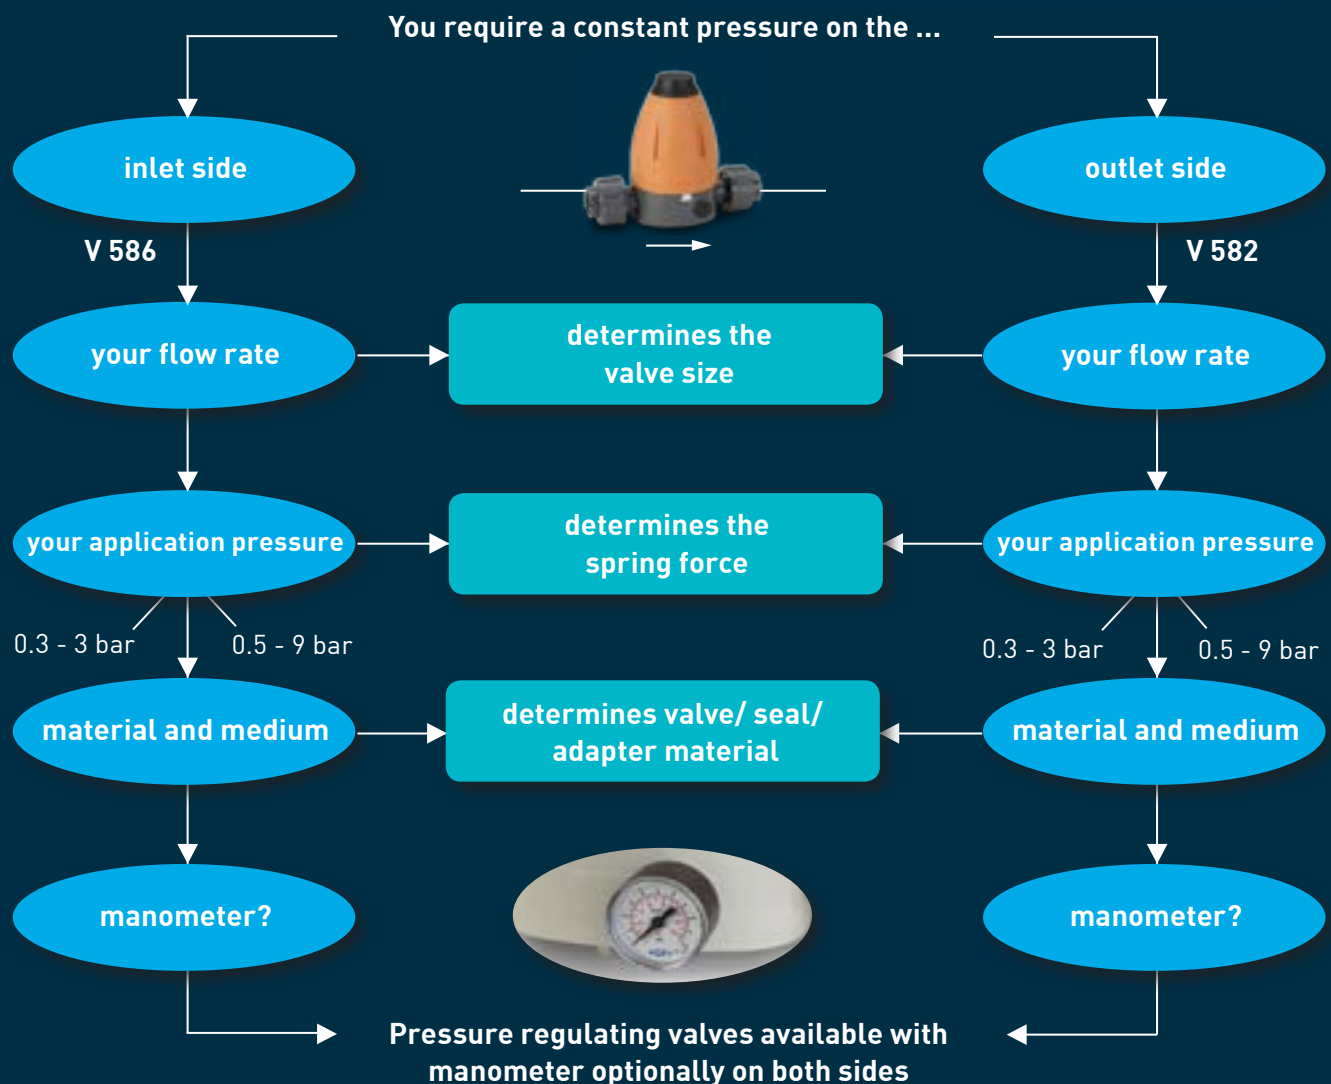 You require a constant pressure on the ...
inlet side
outlet side
V 586
V 582
your flow rate
determines the
valve size
your flow rate
your application pressure
determines the
spring force
your application pressure
0.3 - 3 bar
0.5 - 9 bar
0.3 - 3 bar
0.5 - 9 bar
material and medium
determines valve/ seal/
adapter material
material and medium
manometer?
manometer?
Pressure regulating valves available with
manometer optionally on both sides